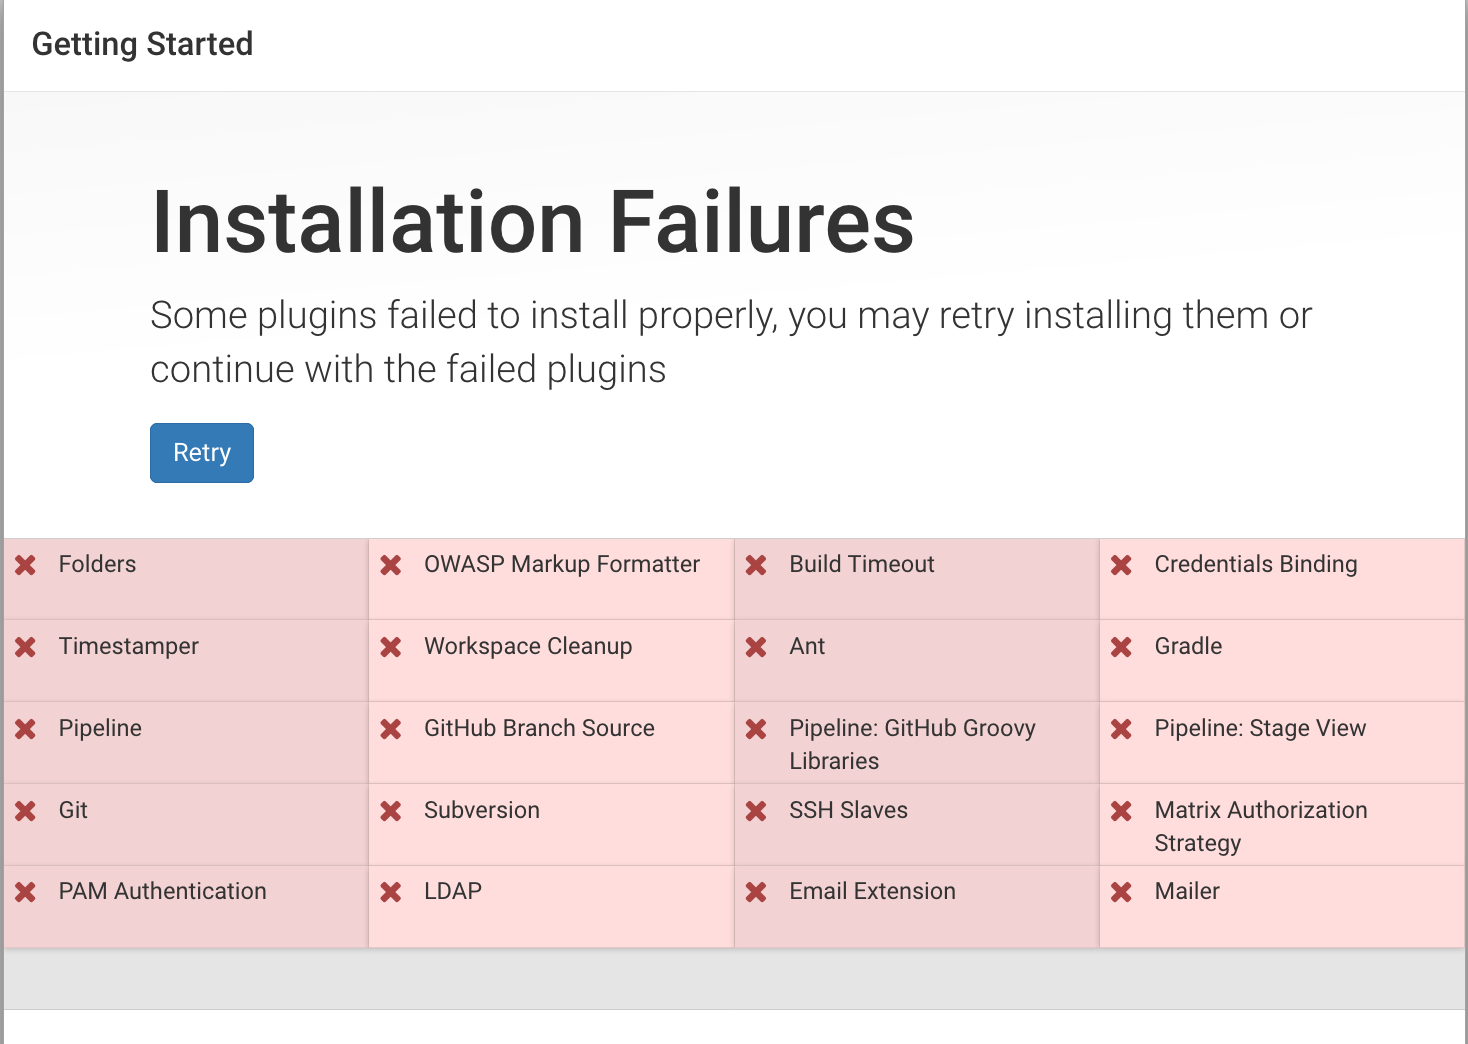 Getting Started
Installation Failures
Some plugins failed to install properly, you may retry installing them or
continue with the failed plugins
Retry
Folders
OWASP Markup Formatter
Build Timeout
Credentials Binding
Timestamper
Workspace Cleanup
Ant
Gradle
Pipeline
GitHub Branch Source
Pipeline: GitHub Groovy
Libraries
Pipeline: Stage View
Git
Subversion
SSH Slaves
Matrix Authorization
Strategy
PAM Authentication
LDAP
Email Extension
Mailer